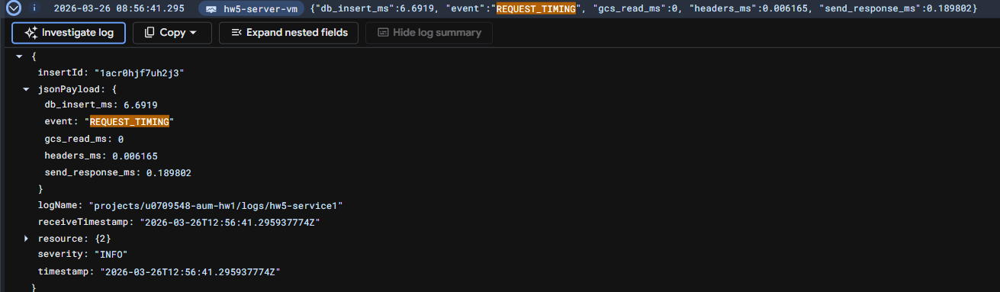 2026-03-26 08:56:41.295 hw5-server-vm {"db_insert_ms":6.6919, "event":"REQUEST_TIMING", "gcs_read_ms":0, "headers_ms":0.006165, "send_response_ms":0.189802}
Investigate log Copy Expand nested fields Hide log summary
{
insertId: "1acr0hjf7uh2j3"
jsonPayload: {
db_insert_ms: 6.6919
event: "REQUEST_TIMING"
gcs_read_ms: 0
headers_ms: 0.006165
send_response_ms: 0.189802
}
logName: "projects/u0709548-aum-hw1/logs/hw5-service1"
receiveTimestamp: "2026-03-26T12:56:41.295937774Z"
resource: {2}
severity: "INFO"
timestamp: "2026-03-26T12:56:41.295937774Z"
}